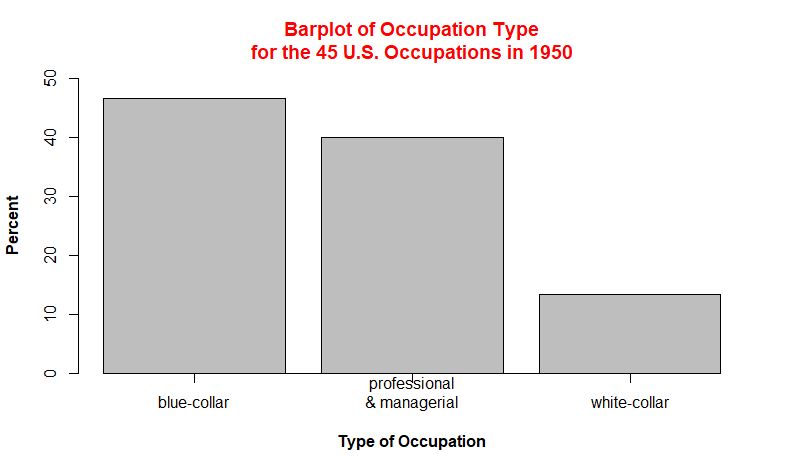 Barplot of Occupation Type
for the 45 U.S. Occupations in 1950
50
40
30
20
10
0
Percent
blue-collar
professional
& managerial
white-collar
Type of Occupation